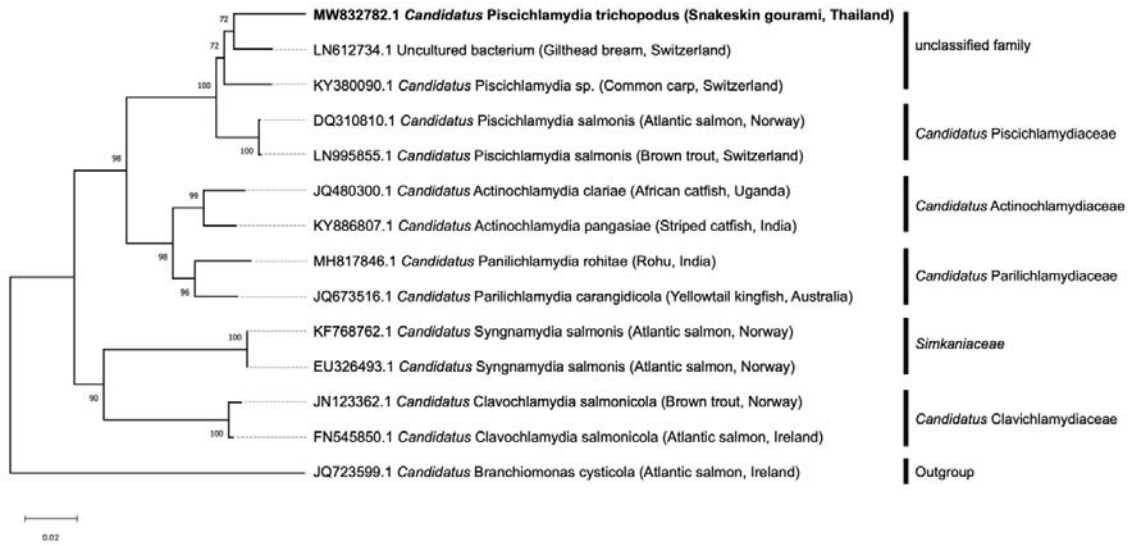 72
MW832782.1 Candidatus Piscichlamydia trichopodus (Snakeskin gourami, Thailand)
72
LN612734.1 Uncultured bacterium (Gilthead bream, Switzerland)
unclassified family
100
KY380090.1 Candidatus Piscichlamydia sp. (Common carp, Switzerland)
DQ310810.1 Candidatus Piscichlamydia salmonis (Atlantic salmon, Norway)
Candidatus Piscichlamydiaceae
100
98
LN995855.1 Candidatus Piscichlamydia salmonis (Brown trout, Switzerland)
99
JQ480300.1 Candidatus Actinochlamydia clariae (African catfish, Uganda)
Candidatus Actinochlamydiaceae
KY886807.1 Candidatus Actinochlamydia pangasiae (Striped catfish, India)
98
MH817846.1 Candidatus Panilichlamydia rohitae (Rohu, India)
Candidatus Parilichlamydiaceae
96
JQ673516.1 Candidatus Parilichlamydia carangidicola (Yellowtail kingfish, Australia)
100
KF768762.1 Candidatus Syngnamydia salmonis (Atlantic salmon, Norway)
Simkaniaceae
EU326493.1 Candidatus Syngnamydia salmonis (Atlantic salmon, Norway)
90
JN123362.1 Candidatus Clavochlamydia salmonicola (Brown trout, Norway)
Candidatus Clavichlamydiaceae
100
FN545850.1 Candidatus Clavochlamydia salmonicola (Atlantic salmon, Ireland)
JQ723599.1 Candidatus Branchiomonas cysticola (Atlantic salmon, Ireland)
Outgroup
0.02